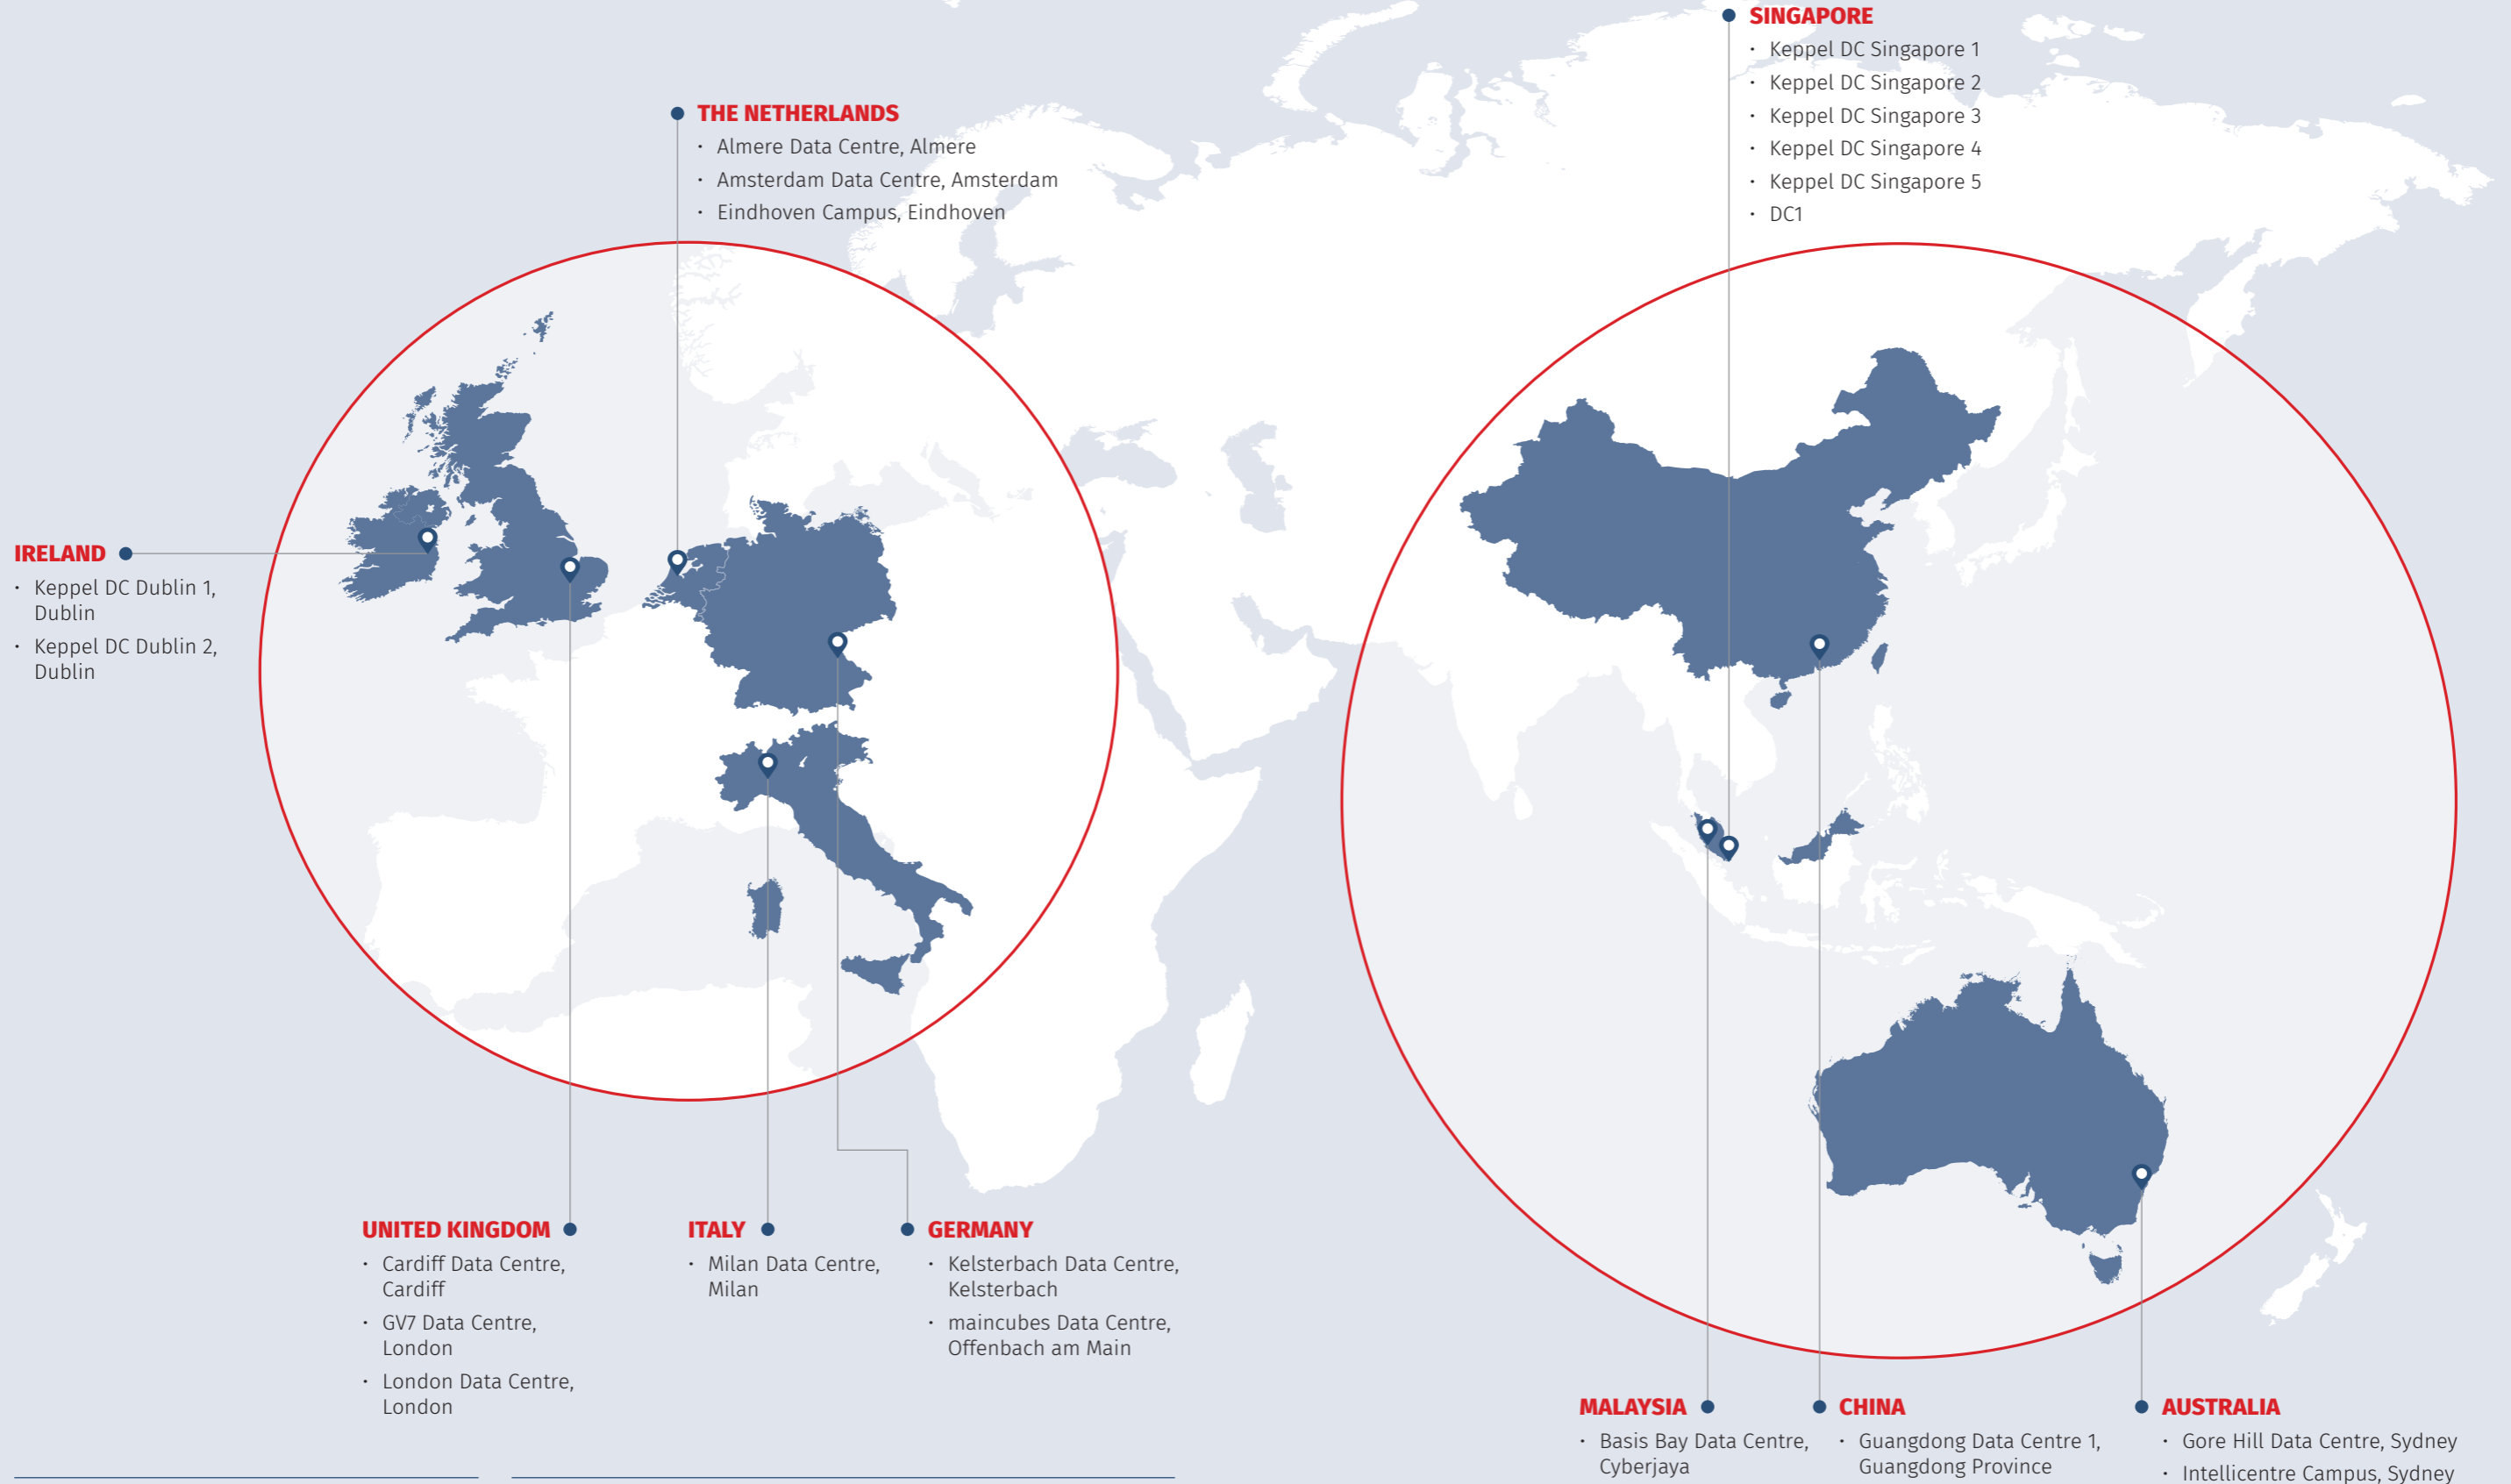 SINGAPORE
· Keppel DC Singapore 1
· Keppel DC Singapore 2
· Keppel DC Singapore 3
· Keppel DC Singapore 4
· Keppel DC Singapore 5
· DC1
THE NETHERLANDS
· Almere Data Centre, Almere
· Amsterdam Data Centre, Amsterdam
· Eindhoven Campus, Eindhoven
IRELAND
· Keppel DC Dublin 1,
Dublin
· Keppel DC Dublin 2,
Dublin
UNITED KINGDOM
· Cardiff Data Centre,
Cardiff
· GV7 Data Centre,
London
· London Data Centre,
London
ITALY
· Milan Data Centre,
Milan
GERMANY
· Kelsterbach Data Centre,
Kelsterbach
· maincubes Data Centre,
Offenbach am Main
MALAYSIA
· Basis Bay Data Centre,
Cyberjaya
CHINA
· Guangdong Data Centre 1,
Guangdong Province
AUSTRALIA
· Gore Hill Data Centre, Sydney
· Intellicentre Campus, Sydney